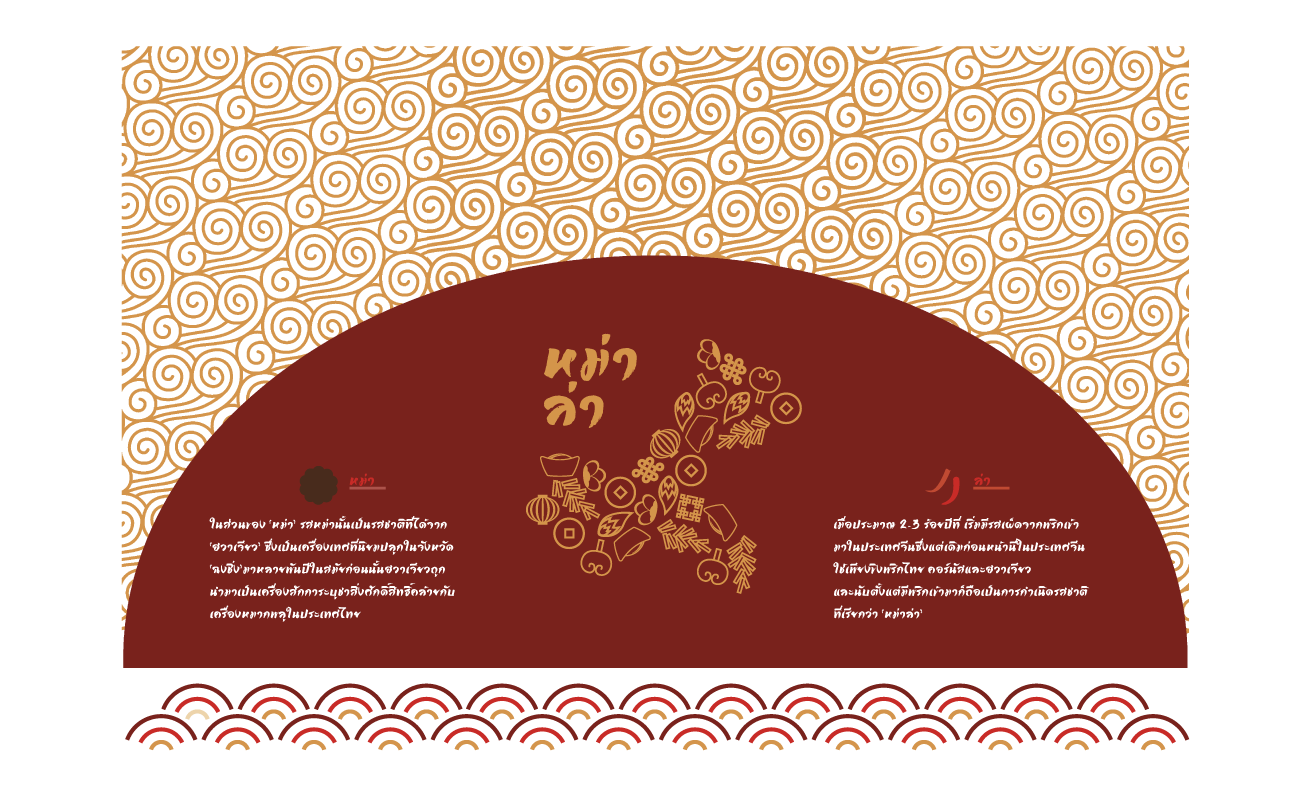 หม่า
ล่า
หม่า
ในส่วนของ 'หม่า' รสหม่านั้นเป็นรสชาติที่ได้จาก
'ฮวาเจียว' ซึ่งเป็นเครื่องเทศที่นิยมปลูกในจังหวัด
'ฉงชิ่ง'มาหลายพันปีในสมัยก่อนนั้นฮวาเจียวถูก
นำมาเป็นเครื่องสักการะบูชาสิ่งศักดิ์สิทธิ์คล้ายกับ
เครื่องหมากพลูในประเทศไทย
ล่า
เมื่อประมาณ 2-3 ร้อยปีที่ เริ่มมีรสเผ็ดจากพริกเข้า
มาในประเทศจีนซึ่งแต่เดิมก่อนหน้านี้ในประเทศจีน
ใช้เพียงขิงพริกไทย คอร์นัสและฮวาเจียว
และนับตั้งแต่มีพริกเข้ามาก็ถือเป็นการกำเนิดรสชาติ
ที่เรียกว่า 'หม่าล่า'